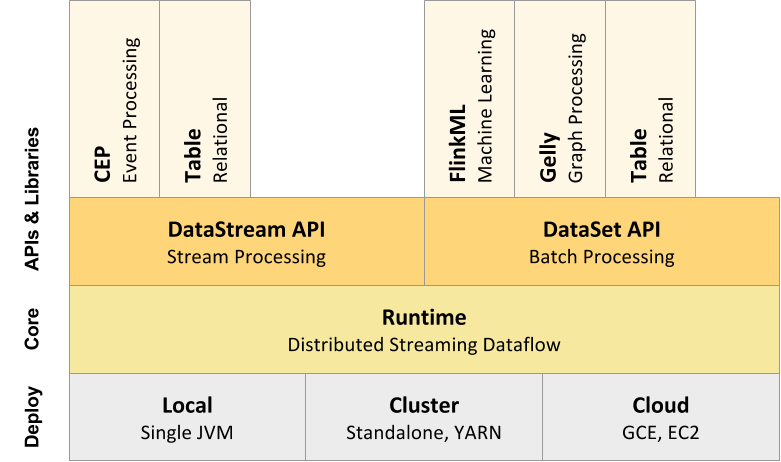 APIs & Libraries
CEP
Event Processing
Table
Relational
FlinkML
Machine Learning
Gelly
Graph Processing
Table
Relational
DataStream API
Stream Processing
DataSet API
Batch Processing
Core
Runtime
Distributed Streaming Dataflow
Deploy
Local
Single JVM
Cluster
Standalone, YARN
Cloud
GCE, EC2